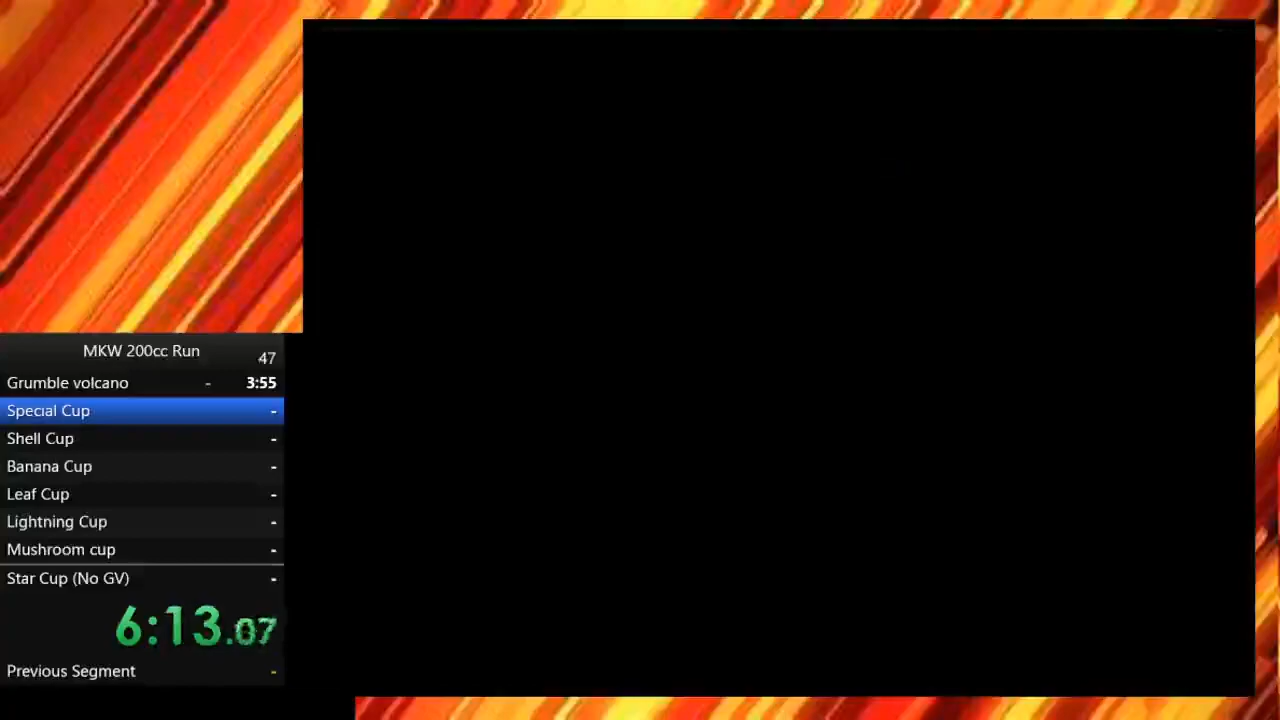 MKW 200cc Run
47
Grumble volcano - 3:55
Special Cup -
Shell Cup -
Banana Cup -
Leaf Cup -
Lightning Cup -
Mushroom cup -
Star Cup (No GV) -
6:13.07
Previous Segment -